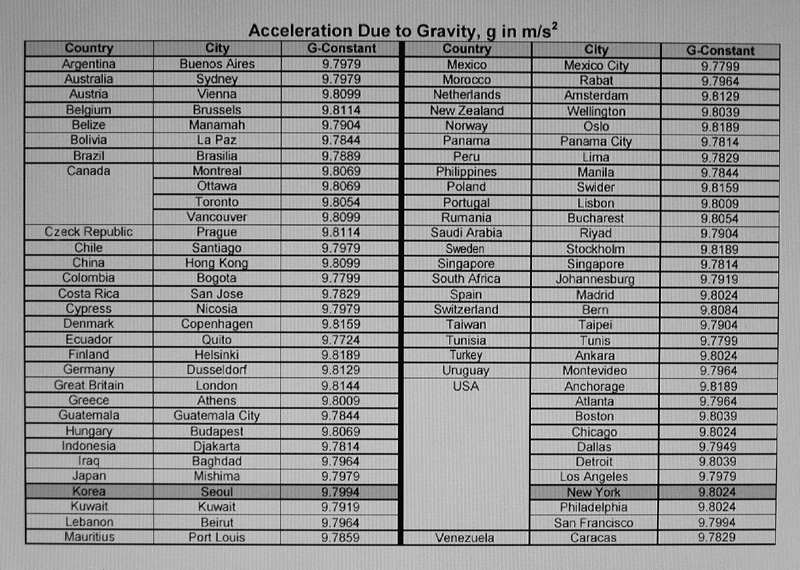 Acceleration Due to Gravity, g in m/s²
Country City G-Constant Country City G-Constant
Argentina Buenos Aires 9.7979 Mexico Mexico City 9.7799
Australia Sydney 9.7979 Morocco Rabat 9.7964
Austria Vienna 9.8099 Netherlands Amsterdam 9.8129
Belgium Brussels 9.8114 New Zealand Wellington 9.8039
Belize Manamah 9.7904 Norway Oslo 9.8189
Bolivia La Paz 9.7844 Panama Panama City 9.7814
Brazil Brasilia 9.7889 Peru Lima 9.7829
Canada Montreal 9.8069 Philippines Manila 9.7844
Ottawa 9.8069 Poland Swider 9.8159
Toronto 9.8054 Portugal Lisbon 9.8009
Vancouver 9.8099 Rumania Bucharest 9.8054
Czeck Republic Prague 9.8114 Saudi Arabia Riyad 9.7904
Chile Santiago 9.7979 Sweden Stockholm 9.8189
China Hong Kong 9.8099 Singapore Singapore 9.7814
Colombia Bogota 9.7799 South Africa Johannesburg 9.7919
Costa Rica San Jose 9.7829 Spain Madrid 9.8024
Cypress Nicosia 9.7979 Switzerland Bern 9.8084
Denmark Copenhagen 9.8159 Taiwan Taipei 9.7904
Ecuador Quito 9.7724 Tunisia Tunis 9.7799
Finland Helsinki 9.8189 Turkey Ankara 9.8024
Germany Dusseldorf 9.8129 Uruguay Montevideo 9.7964
Great Britain London 9.8144 USA Anchorage 9.8189
Greece Athens 9.8009 Atlanta 9.7964
Guatemala Guatemala City 9.7844 Boston 9.8039
Hungary Budapest 9.8069 Chicago 9.8024
Indonesia Djakarta 9.7814 Dallas 9.7949
Iraq Baghdad 9.7964 Detroit 9.8039
Japan Mishima 9.7979 Los Angeles 9.7979
Korea Seoul 9.7994 New York 9.8024
Kuwait Kuwait 9.7919 Philadelphia 9.8024
Lebanon Beirut 9.7964 San Francisco 9.7994
Mauritius Port Louis 9.7859 Venezuela Caracas 9.7829